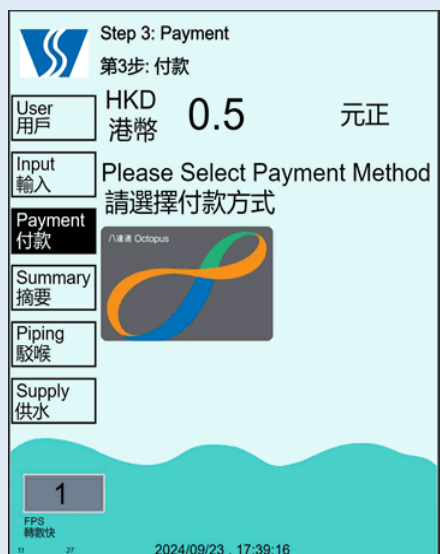 Step 3: Payment
第3步: 付款
HKD
港幣
0.5
元正
User
用戶
Input
輸入
Payment
付款
Summary
摘要
Piping
駁喉
Supply
供水
Please Select Payment Method
請選擇付款方式
八達通 Octopus
1
FPS
轉數快
11
27
2024/09/23 , 17:39:16